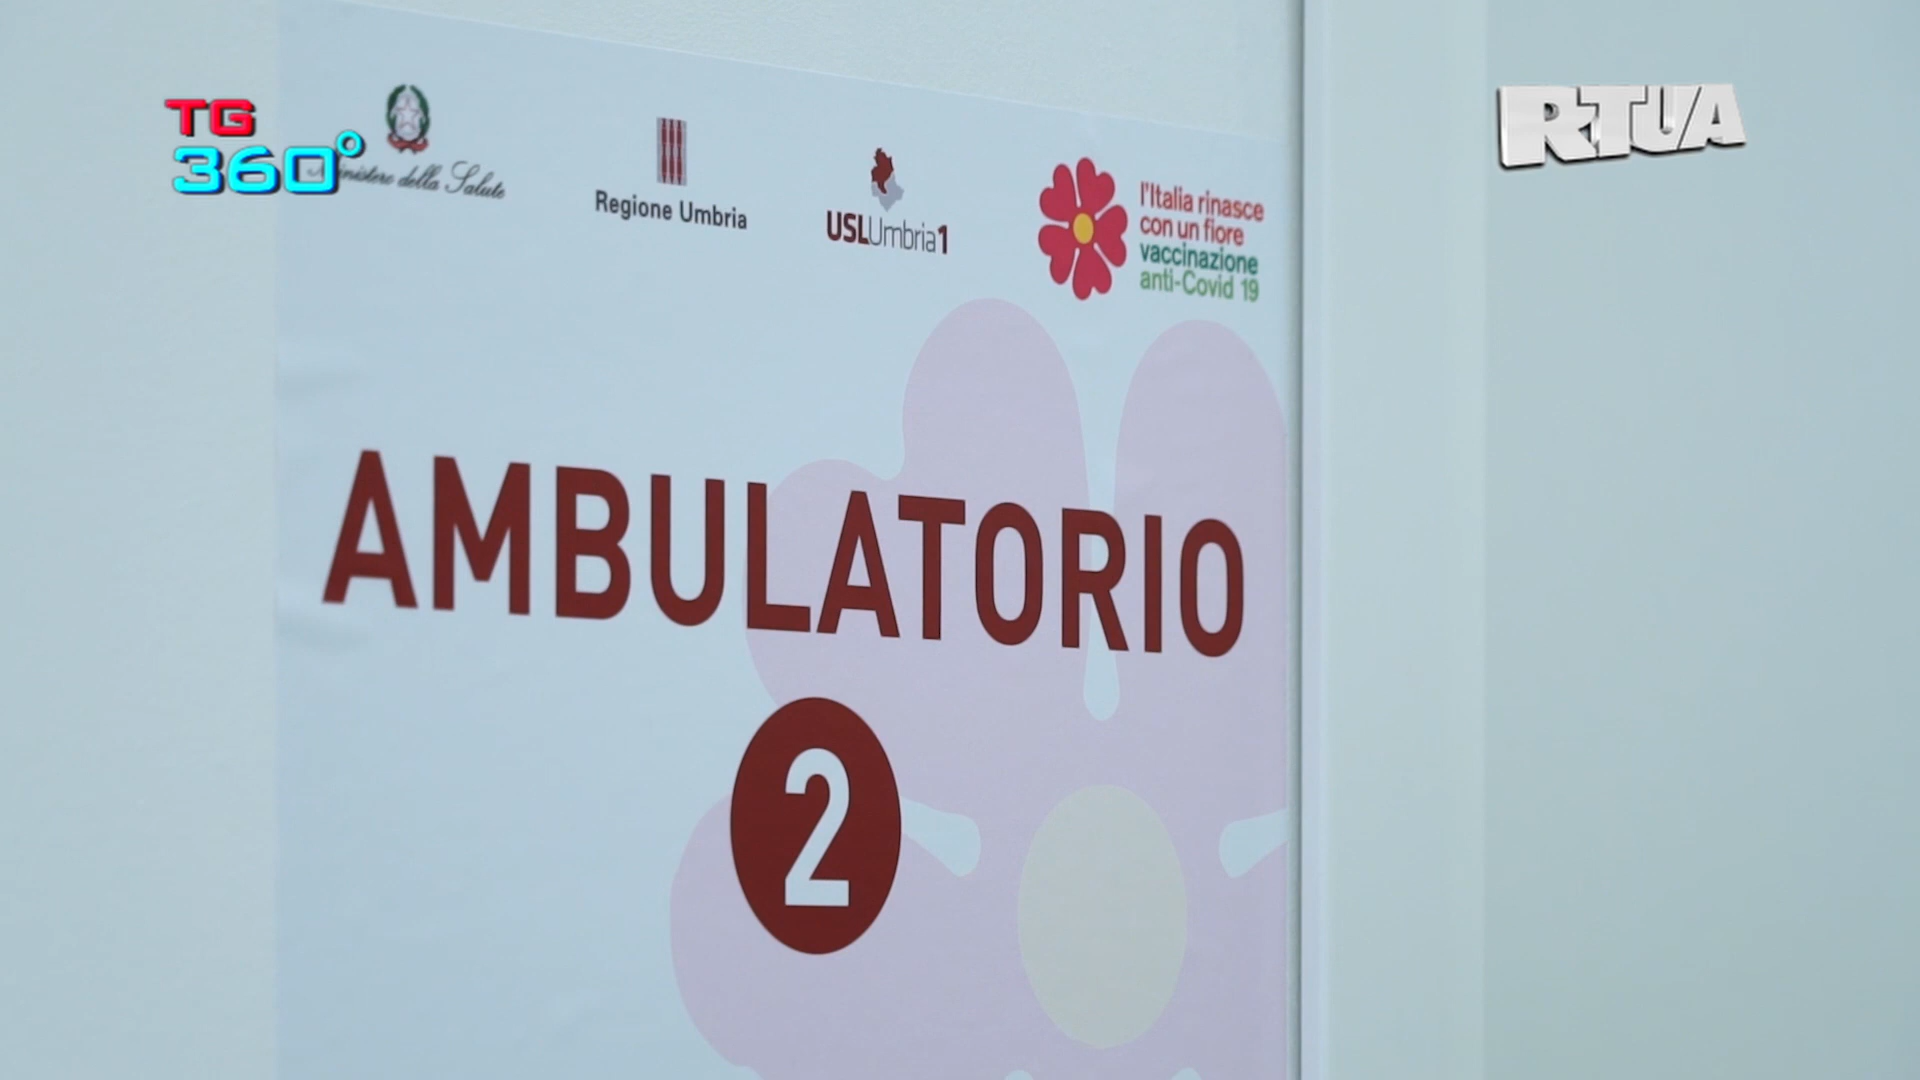 TG
360°
Ministero della Salute
Regione Umbria
USLUmbria1
l'Italia rinasce
con un fiore
vaccinazione
anti-Covid 19
RTUA
AMBULATORIO
2